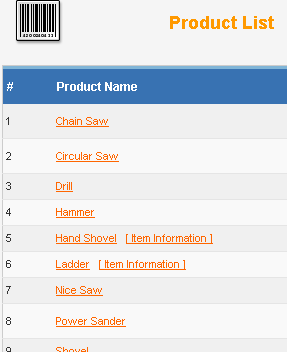 Product List
# Product Name
1 Chain Saw
2 Circular Saw
3 Drill
4 Hammer
5 Hand Shovel [ Item Information ]
6 Ladder [ Item Information ]
7 Nice Saw
8 Power Sander
9 Shovel